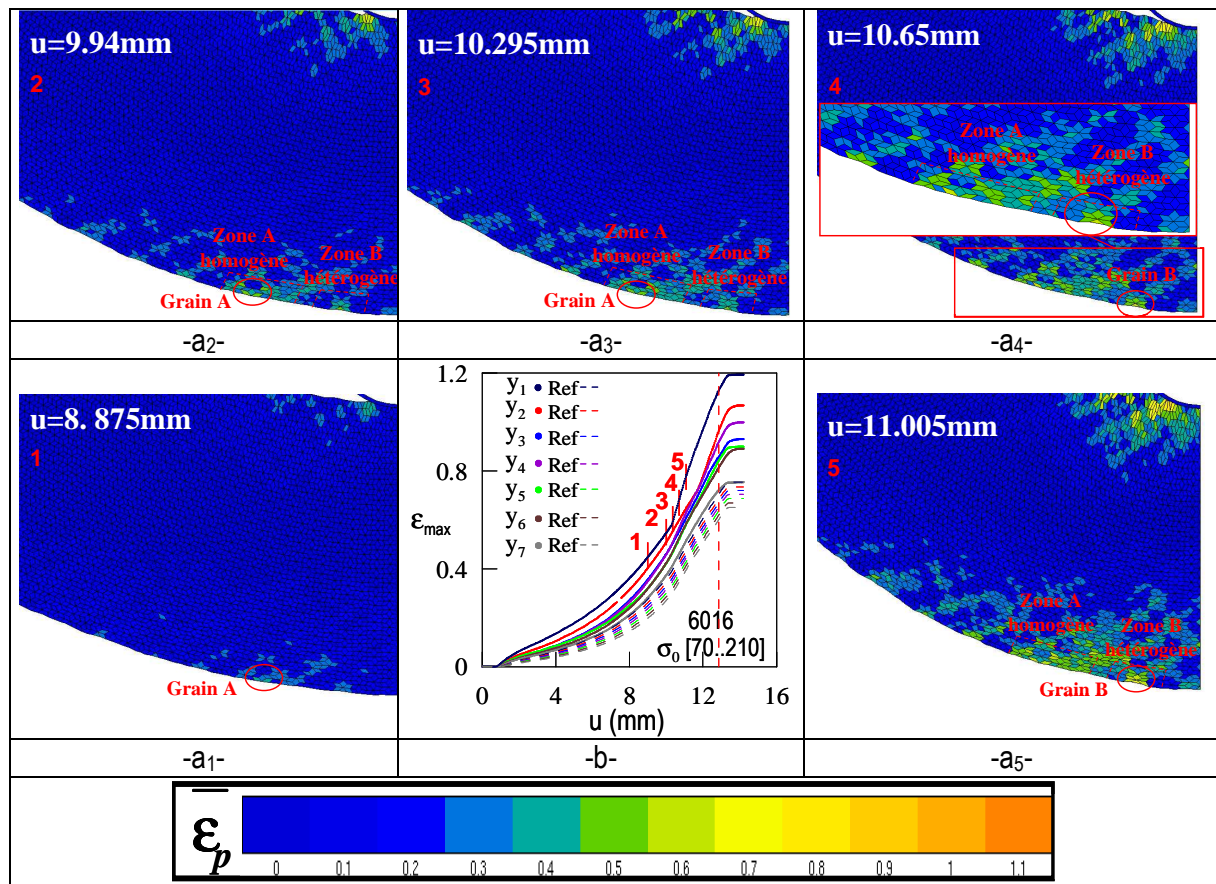 u=9.94mm
2
Zone A
homogène
Zone B
hétérogène
Grain A
u=10.295mm
3
Zone A
homogène
Zone B
hétérogène
Grain A
u=10.65mm
4
Zone A
homogène
Zone B
hétérogène
Grain B
-a₂-
-a₃-
-a₄-
u=8. 875mm
1
Grain A
1.2
0.8
0.4
0
εmax
y₁ • Ref ---
y₂ • Ref ---
y₃ • Ref ---
y₄ • Ref ---
y₅ • Ref ---
y₆ • Ref ---
y₇ • Ref ---
5
4
3
2
1
6016
σ₀ [70..210]
0 4 8 12 16
u (mm)
u=11.005mm
5
Zone A
homogène
Zone B
hétérogène
Grain B
-a₁-
-b-
-a₅-
ε̅p
0 0.1 0.2 0.3 0.4 0.5 0.6 0.7 0.8 0.9 1 1.1